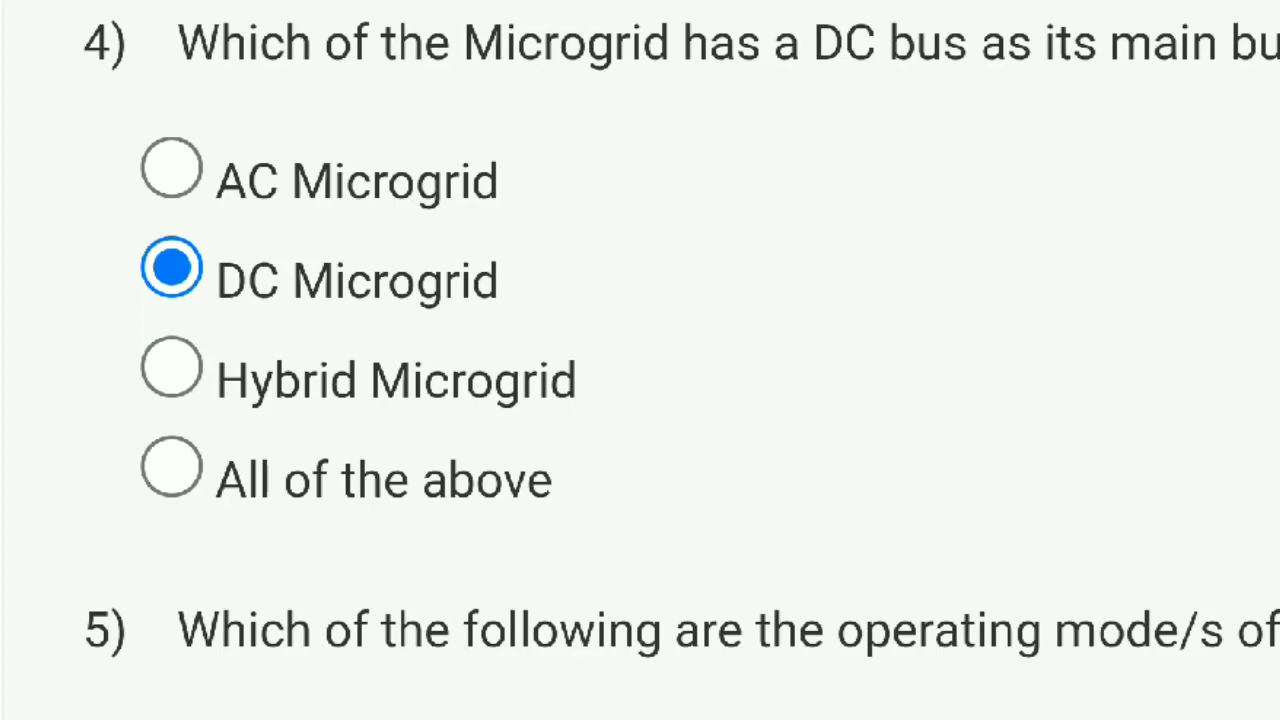 4) Which of the Microgrid has a DC bus as its main bu
AC Microgrid
DC Microgrid
Hybrid Microgrid
All of the above
5) Which of the following are the operating mode/s of